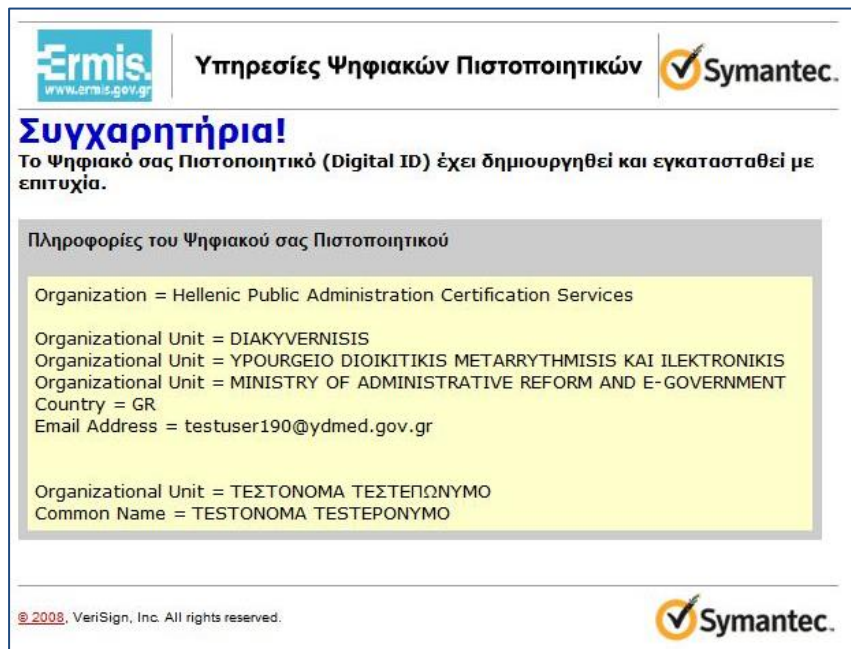 Ermis.
www.ermis.gov.gr
Υπηρεσίες Ψηφιακών Πιστοποιητικών
Symantec.
Συγχαρητήρια!
Το Ψηφιακό σας Πιστοποιητικό (Digital ID) έχει δημιουργηθεί και εγκατασταθεί με
επιτυχία.
Πληροφορίες του Ψηφιακού σας Πιστοποιητικού
Organization = Hellenic Public Administration Certification Services
Organizational Unit = DIAKYVERNISIS
Organizational Unit = YPOURGEIO DIOIKITIKIS METARRYTHMISIS KAI ILEKTRONIKIS
Organizational Unit = MINISTRY OF ADMINISTRATIVE REFORM AND E-GOVERNMENT
Country = GR
Email Address = testuser190@ydmed.gov.gr
Organizational Unit = ΤΕΣΤΟΝΟΜΑ ΤΕΣΤΕΠΩΝΥΜΟ
Common Name = TESTONOMA TESTEPONYMO
© 2008, VeriSign, Inc. All rights reserved.
Symantec.